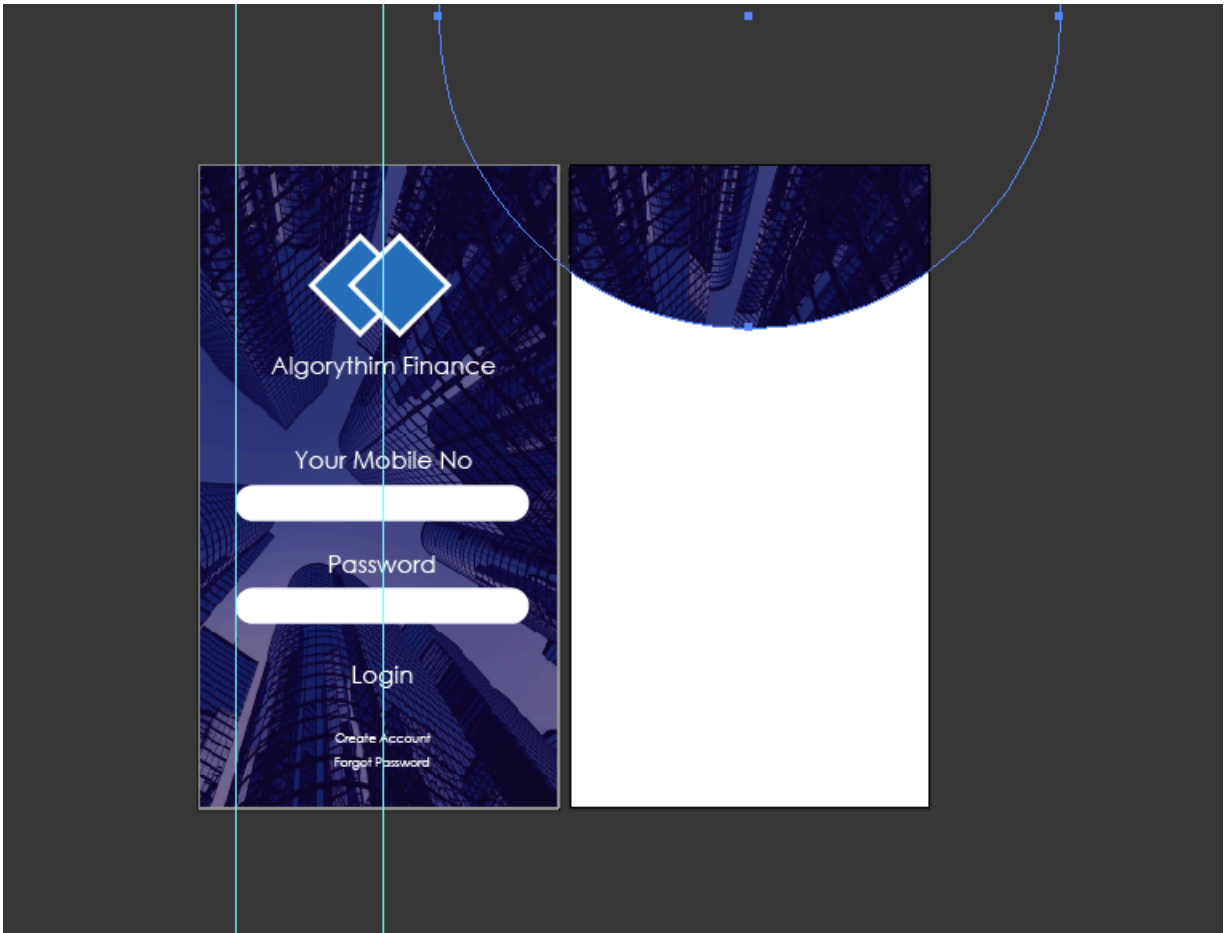 Algorythim Finance
Your Mobile No
Password
Login
Create Account
Forgot Password